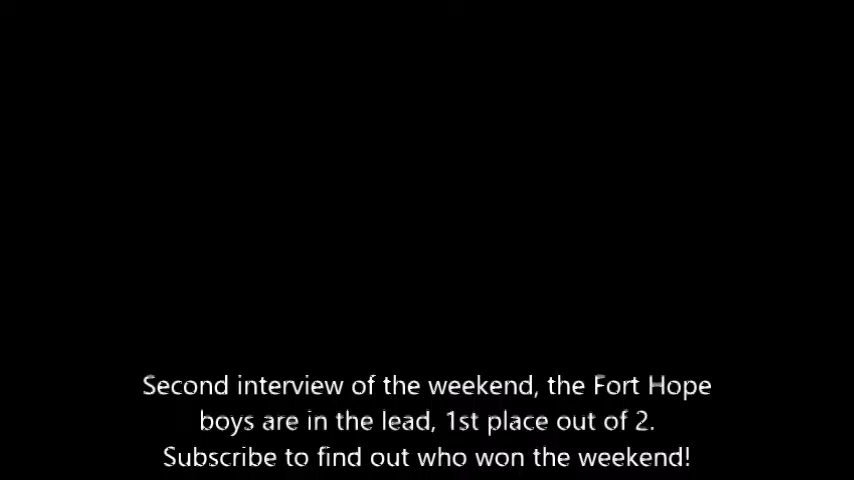 Second interview of the weekend, the Fort Hope
boys are in the lead, 1st place out of 2.
Subscribe to find out who won the weekend!